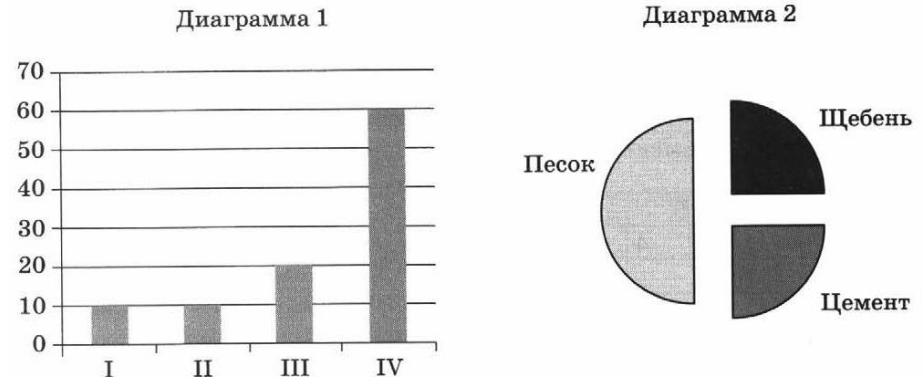 Диаграмма 1
70
60
50
40
30
20
10
0
I II III IV
Диаграмма 2
Щебень
Песок
Цемент